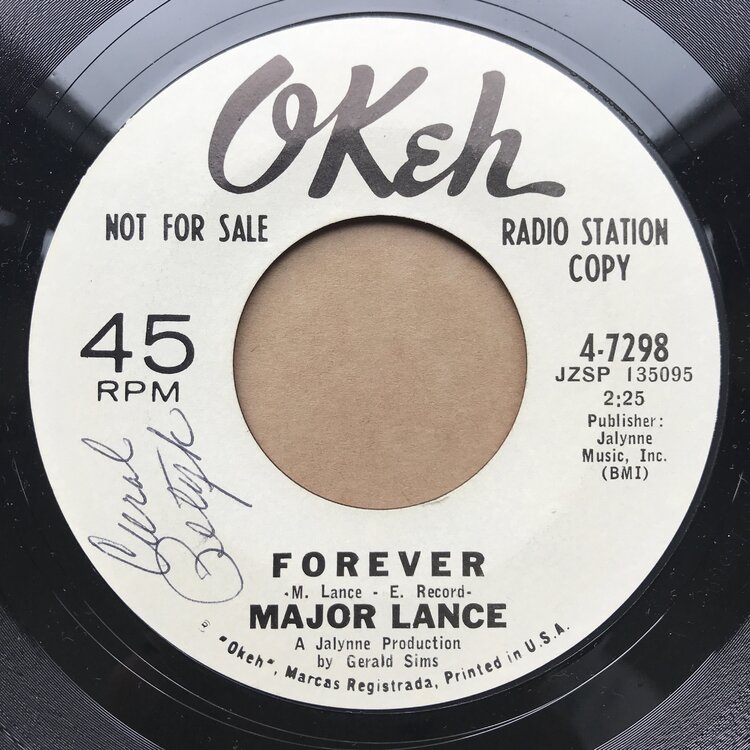 OKeh
NOT FOR SALE
RADIO STATION
COPY
45
RPM
4-7298
JZSP 135095
2:25
Publisher:
Jalynne
Music, Inc.
(BMI)
FOREVER
-M. Lance - E. Record-
MAJOR LANCE
A Jalynne Production
by Gerald Sims
"Okeh", Marcas Registrada, Printed in U.S.A.